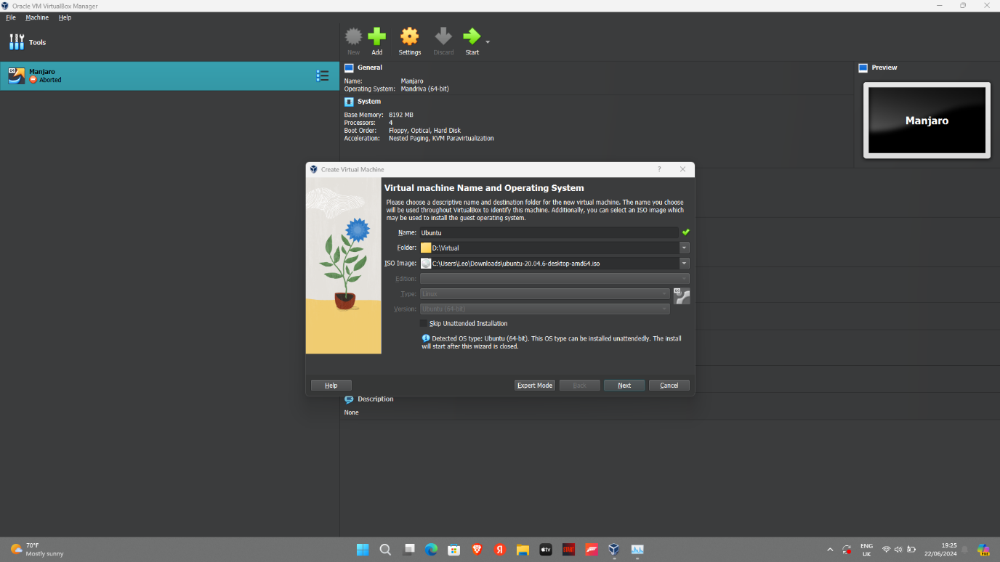 Oracle VM VirtualBox Manager
File Machine Help
Tools
New Add Settings Discard Start
64
Manjaro
Aborted
General
Name: Manjaro
Operating System: Mandriva (64-bit)
System
Base Memory: 8192 MB
Processors: 4
Boot Order: Floppy, Optical, Hard Disk
Acceleration: Nested Paging, KVM Paravirtualization
Preview
Manjaro
Create Virtual Machine
?
Virtual machine Name and Operating System
Please choose a descriptive name and destination folder for the new virtual machine. The name you choose
will be used throughout VirtualBox to identify this machine. Additionally, you can select an ISO image which
may be used to install the guest operating system.
Name: Ubuntu
Folder: D:\Virtual
ISO Image: C:\Users\Leo\Downloads\ubuntu-20.04.6-desktop-amd64.iso
Edition:
Type: Linux
64
Version: Ubuntu (64-bit)
Skip Unattended Installation
Detected OS type: Ubuntu (64-bit). This OS type can be installed unattendedly. The install
will start after this wizard is closed.
Help Expert Mode Back Next Cancel
Description
None
70°F
Mostly sunny
Я
tv
START
ENG
UK
19:25
22/06/2024
PRE